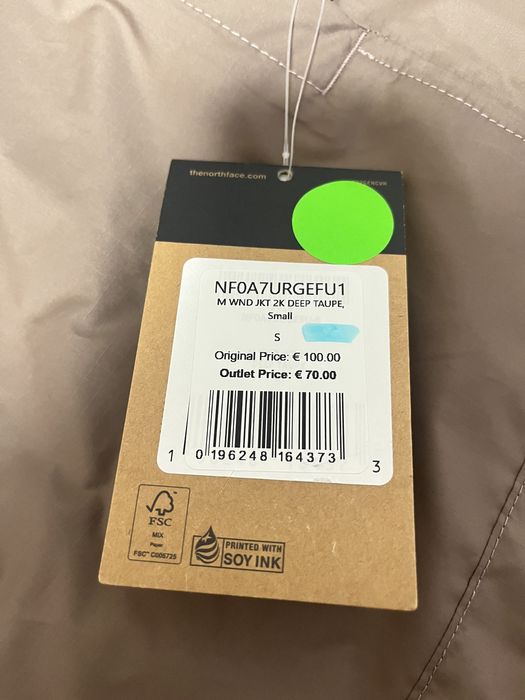 thenorthface.com
NF0A7URGEFU1
M WND JKT 2K DEEP TAUPE,
Small
S
Original Price: € 100.00
Outlet Price: € 70.00
1 0 196248 164373 3
FSC
MIX
Paper
FSC™ C005725
PRINTED WITH
SOY INK